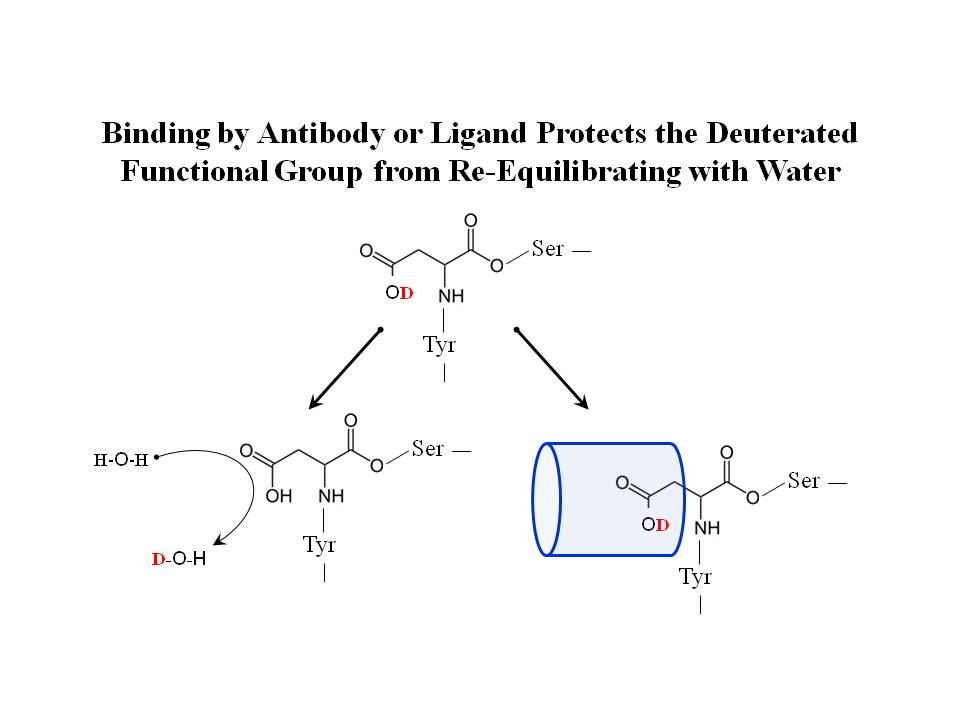 Binding by Antibody or Ligand Protects the Deuterated
Functional Group from Re-Equilibrating with Water
O
O
O
Ser —
OD
NH
Tyr
H-O-H
O
O
O
Ser —
OH
NH
D-O-H
Tyr
O
O
O
Ser —
OD
NH
Tyr